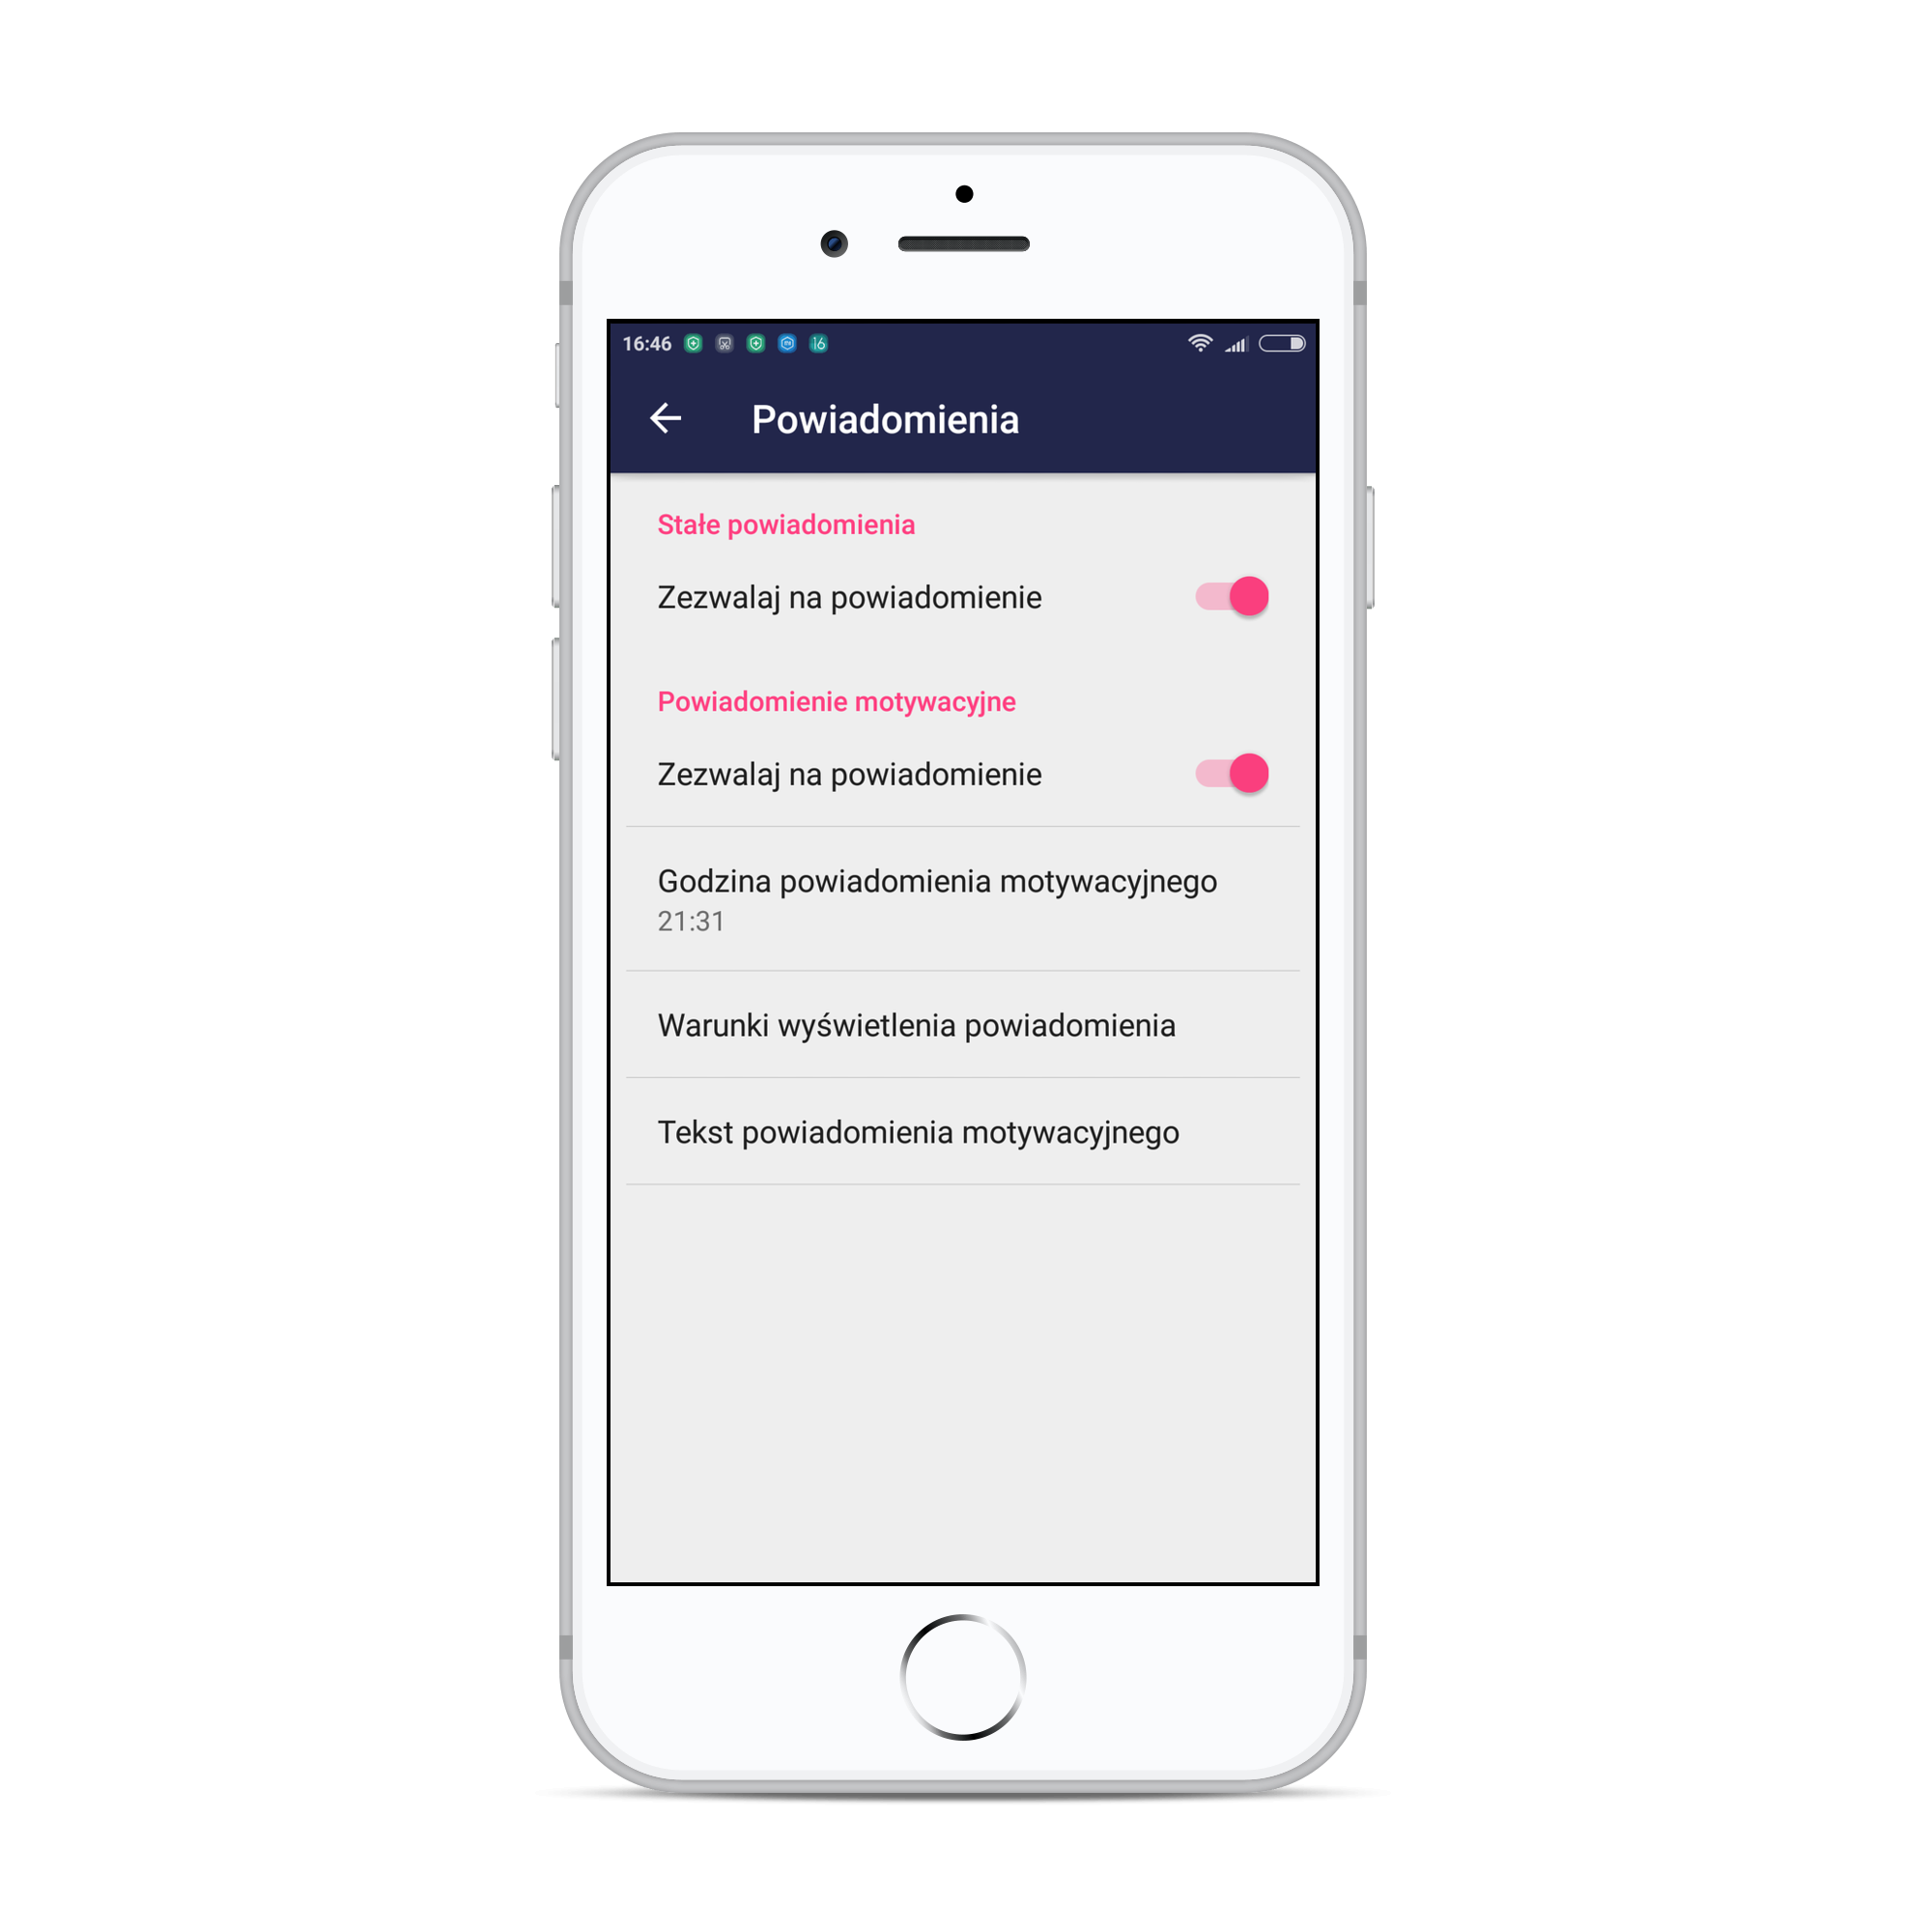 16:46 16
Powiadomienia
Stałe powiadomienia
Zezwalaj na powiadomienie
Powiadomienie motywacyjne
Zezwalaj na powiadomienie
Godzina powiadomienia motywacyjnego
21:31
Warunki wyświetlenia powiadomienia
Tekst powiadomienia motywacyjnego